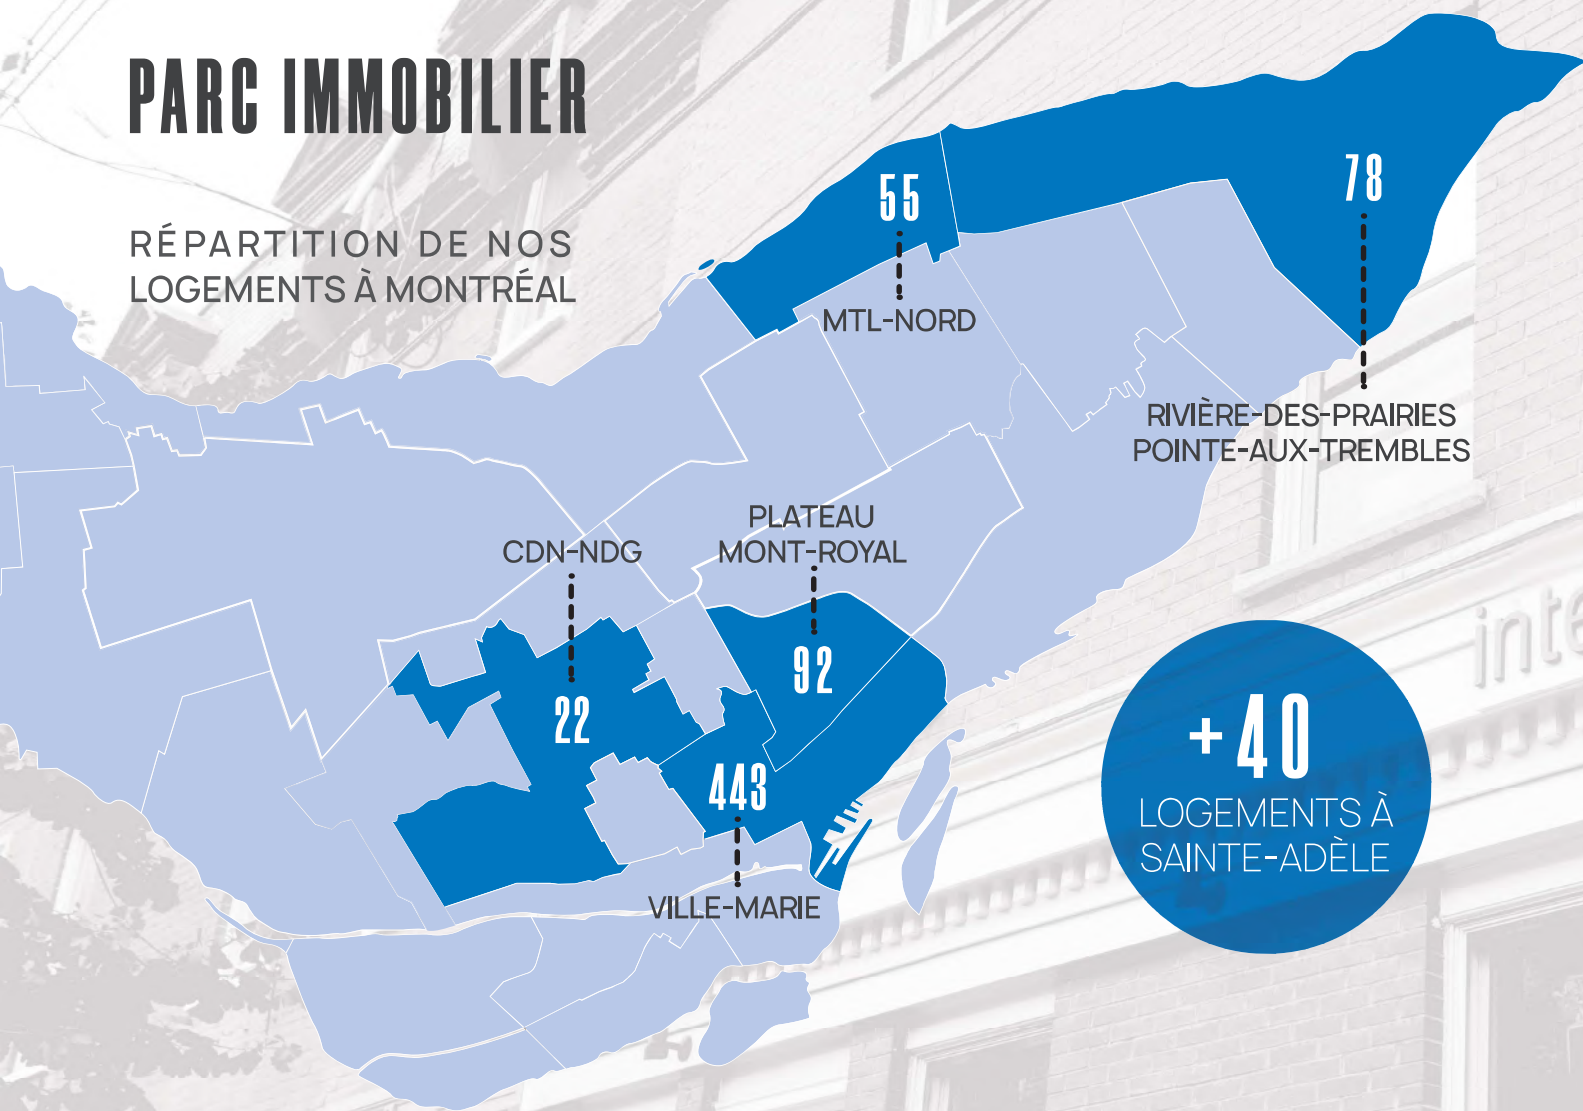 PARC IMMOBILIER
RÉPARTITION DE NOS
LOGEMENTS À MONTRÉAL
55
MTL-NORD
78
RIVIÈRE-DES-PRAIRIES
POINTE-AUX-TREMBLES
CDN-NDG
22
PLATEAU
MONT-ROYAL
92
443
VILLE-MARIE
+40
LOGEMENTS À
SAINTE-ADÈLE
inte